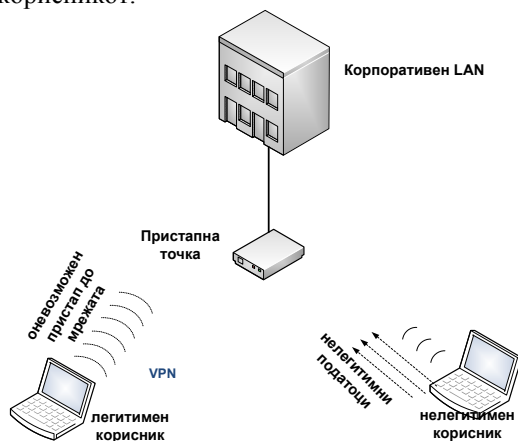 корисникот.
Корпоративен LAN
Пристапна
точка
оневозможен
пристап до
мрежата
VPN
легитимен
корисник
нелегитимни
податоци
нелегитимен
корисник